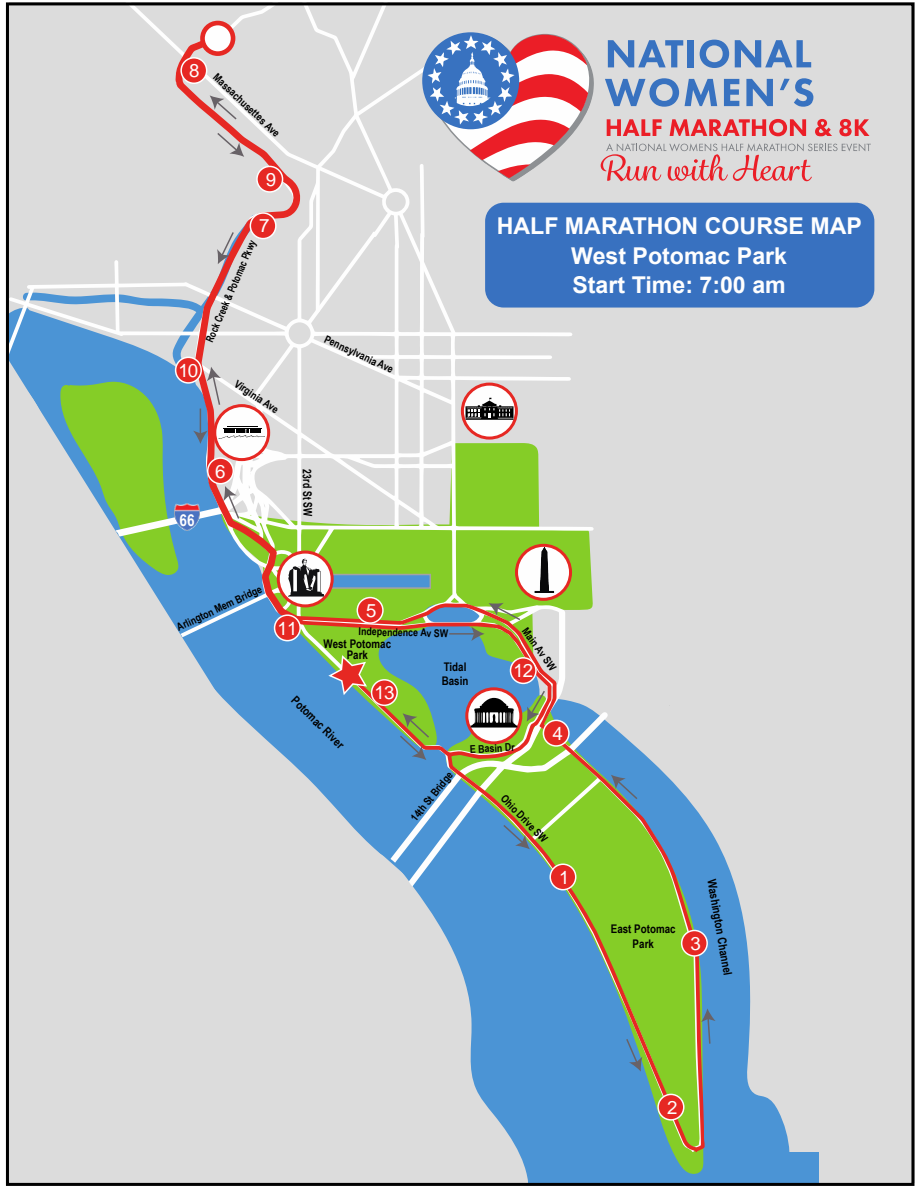 NATIONAL
WOMEN'S
HALF MARATHON & 8K
A NATIONAL WOMENS HALF MARATHON SERIES EVENT
Run with Heart
HALF MARATHON COURSE MAP
West Potomac Park
Start Time: 7:00 am
8
Massachusettes Ave
9
7
Rock Creek & Potomac Pkwy
Pennsylvania Ave
10
Virginia Ave
6
23rd St SW
66
Arlington Mem Bridge
5
11
Independence Av SW
West Potomac
Park
Main Av SW
12
Tidal
Basin
13
Potomac River
4
E Basin Dr
14th St Bridge
Ohio Drive SW
1
Washington Channel
East Potomac
Park
3
2